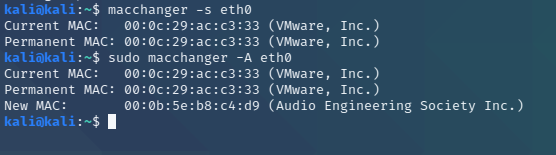 kali@kali:~$ macchanger -s eth0
Current MAC:   00:0c:29:ac:c3:33 (VMware, Inc.)
Permanent MAC: 00:0c:29:ac:c3:33 (VMware, Inc.)
kali@kali:~$ sudo macchanger -A eth0
Current MAC:   00:0c:29:ac:c3:33 (VMware, Inc.)
Permanent MAC: 00:0c:29:ac:c3:33 (VMware, Inc.)
New MAC:       00:0b:5e:b8:c4:d9 (Audio Engineering Society Inc.)
kali@kali:~$